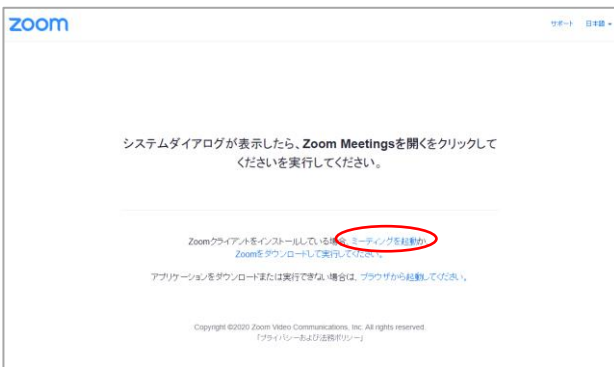 zoom
サポート 日本語
システムダイアログが表示したら、Zoom Meetingsを開くをクリックして
くださいを実行してください。
Zoomクライアントをインストールしている場合, ミーティングを起動か,
Zoomをダウンロードして実行してください。
アプリケーションをダウンロードまたは実行できない場合は, ブラウザから起動してください。
Copyright ©2020 Zoom Video Communications, Inc. All rights reserved.
「プライバシーおよび法務ポリシー」